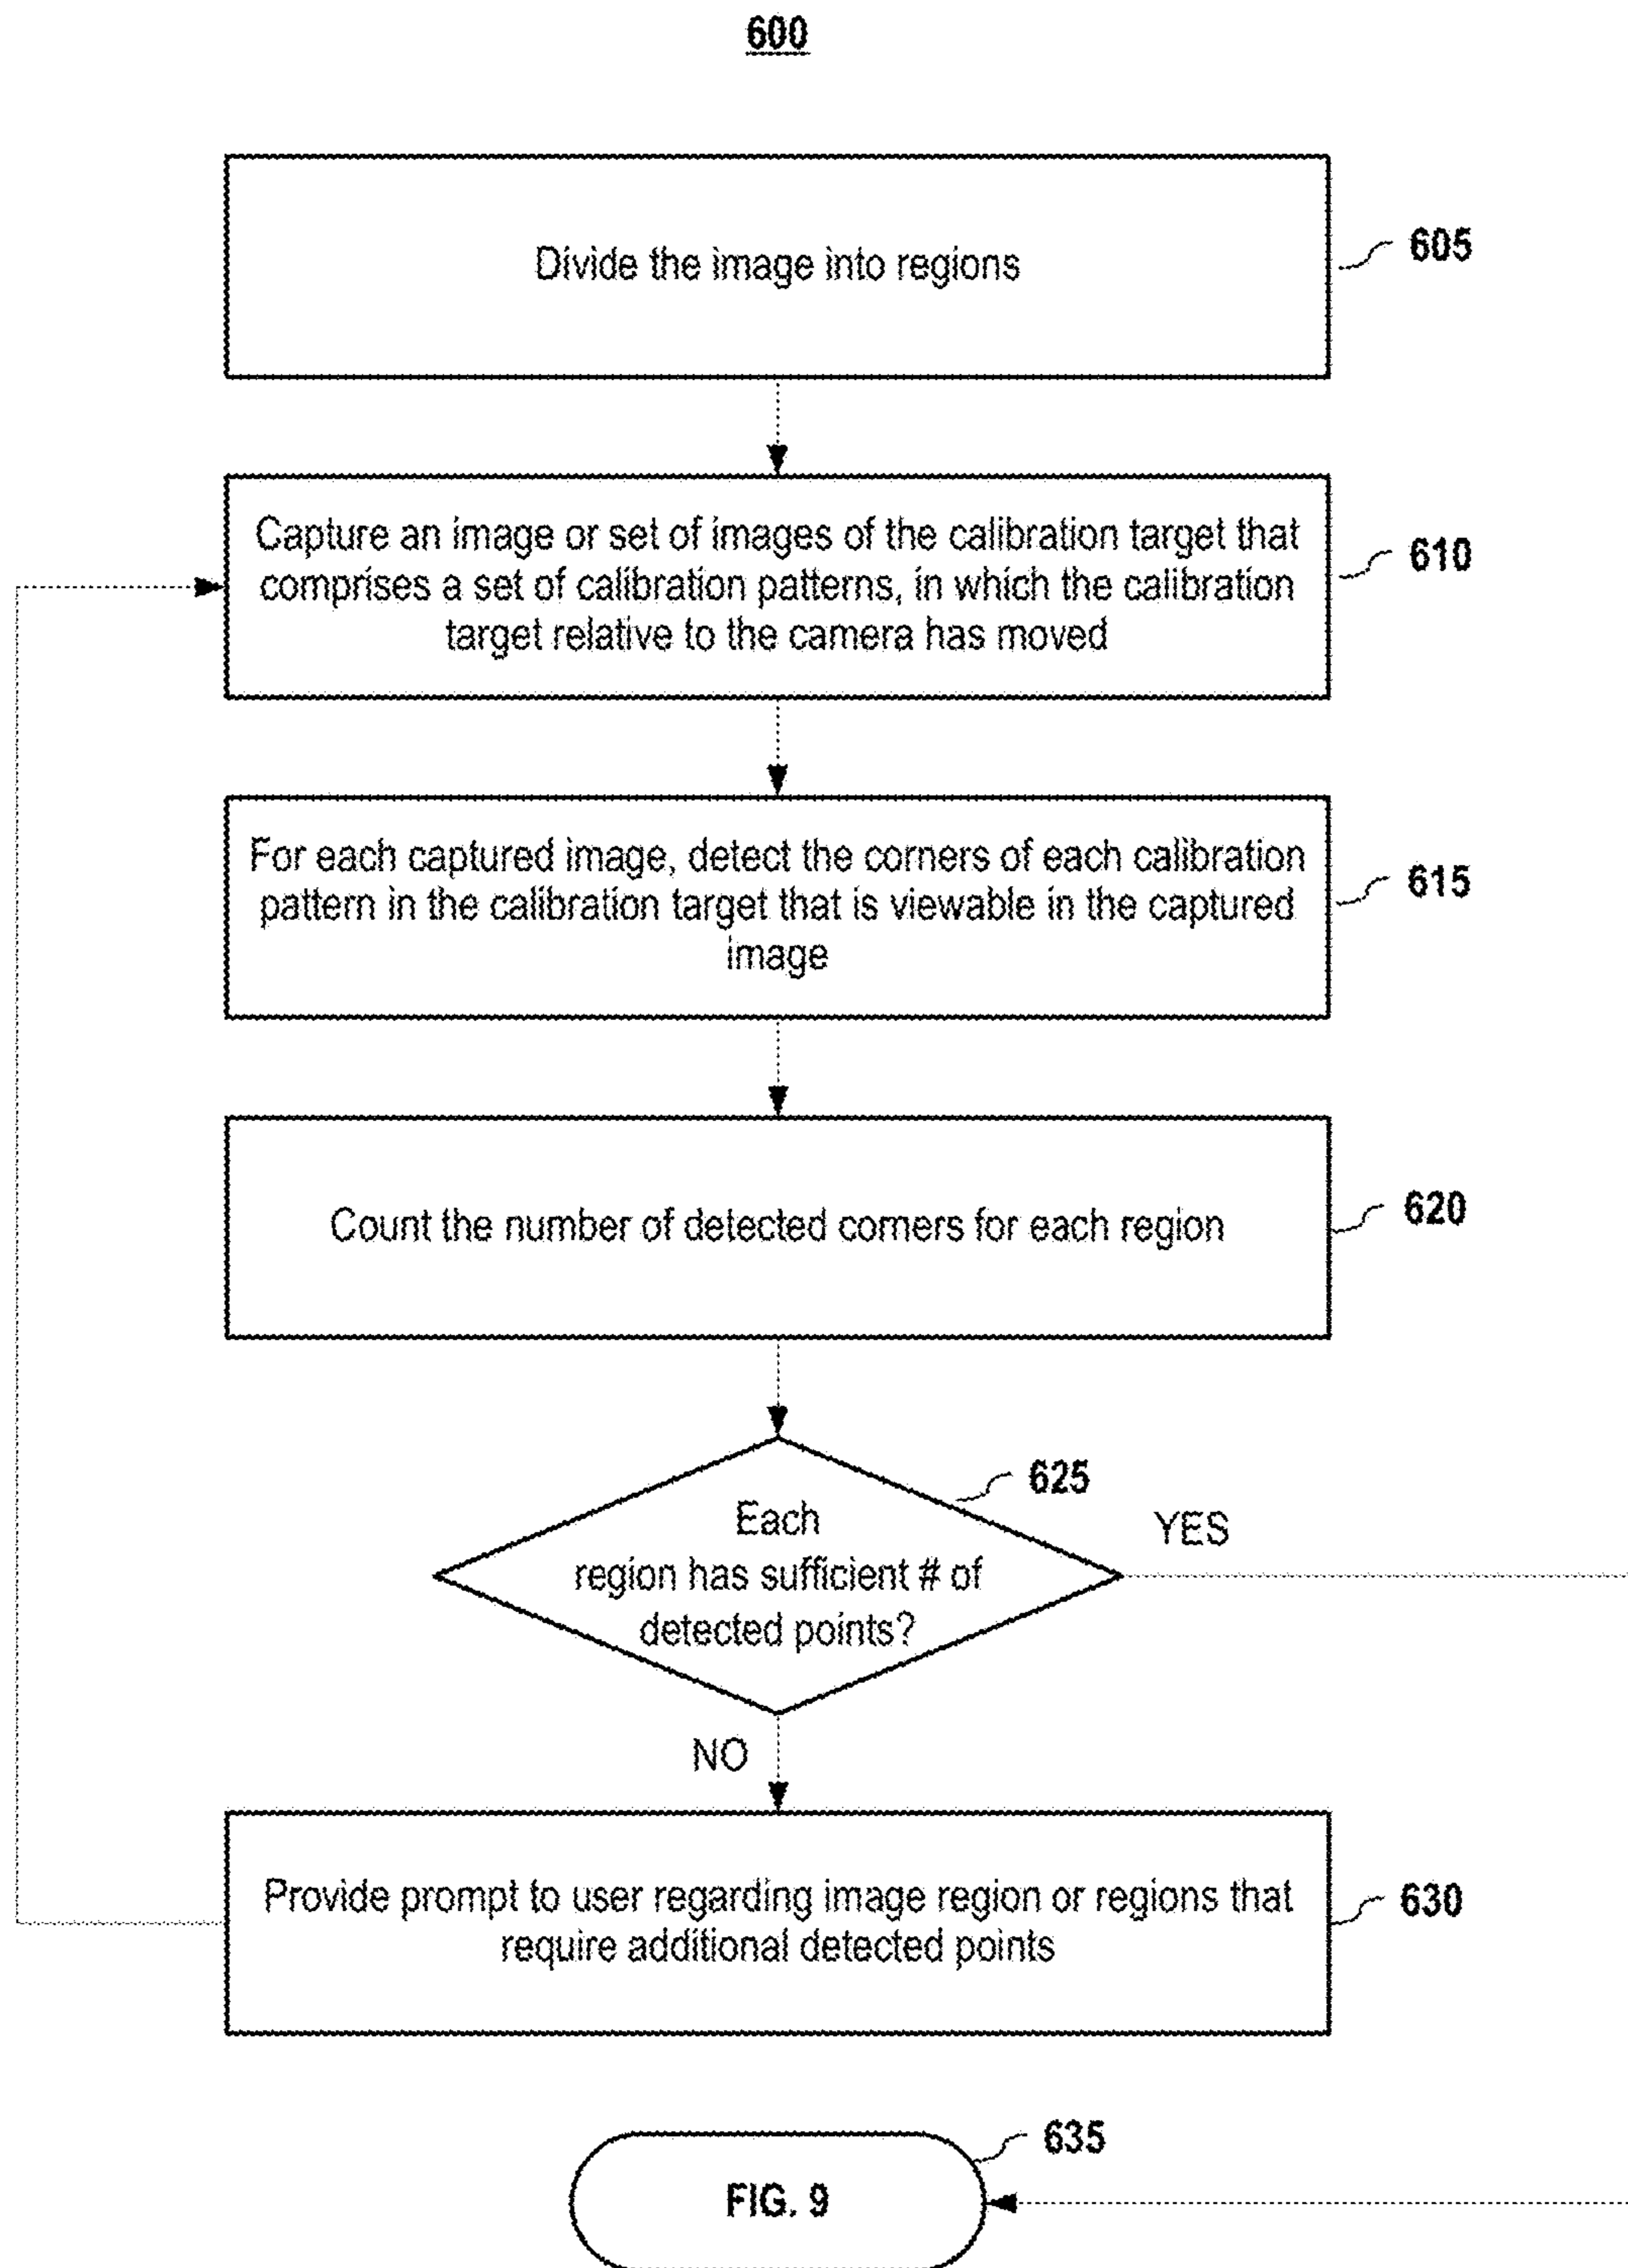 600
Divide the image into regions
605
Capture an image or set of images of the calibration target that
comprises a set of calibration patterns, in which the calibration
target relative to the camera has moved
610
For each captured image, detect the corners of each calibration
pattern in the calibration target that is viewable in the captured
image
615
Count the number of detected corners for each region
620
625
Each
region has sufficient # of
detected points?
YES
NO
Provide prompt to user regarding image region or regions that
require additional detected points
630
635
FIG. 9